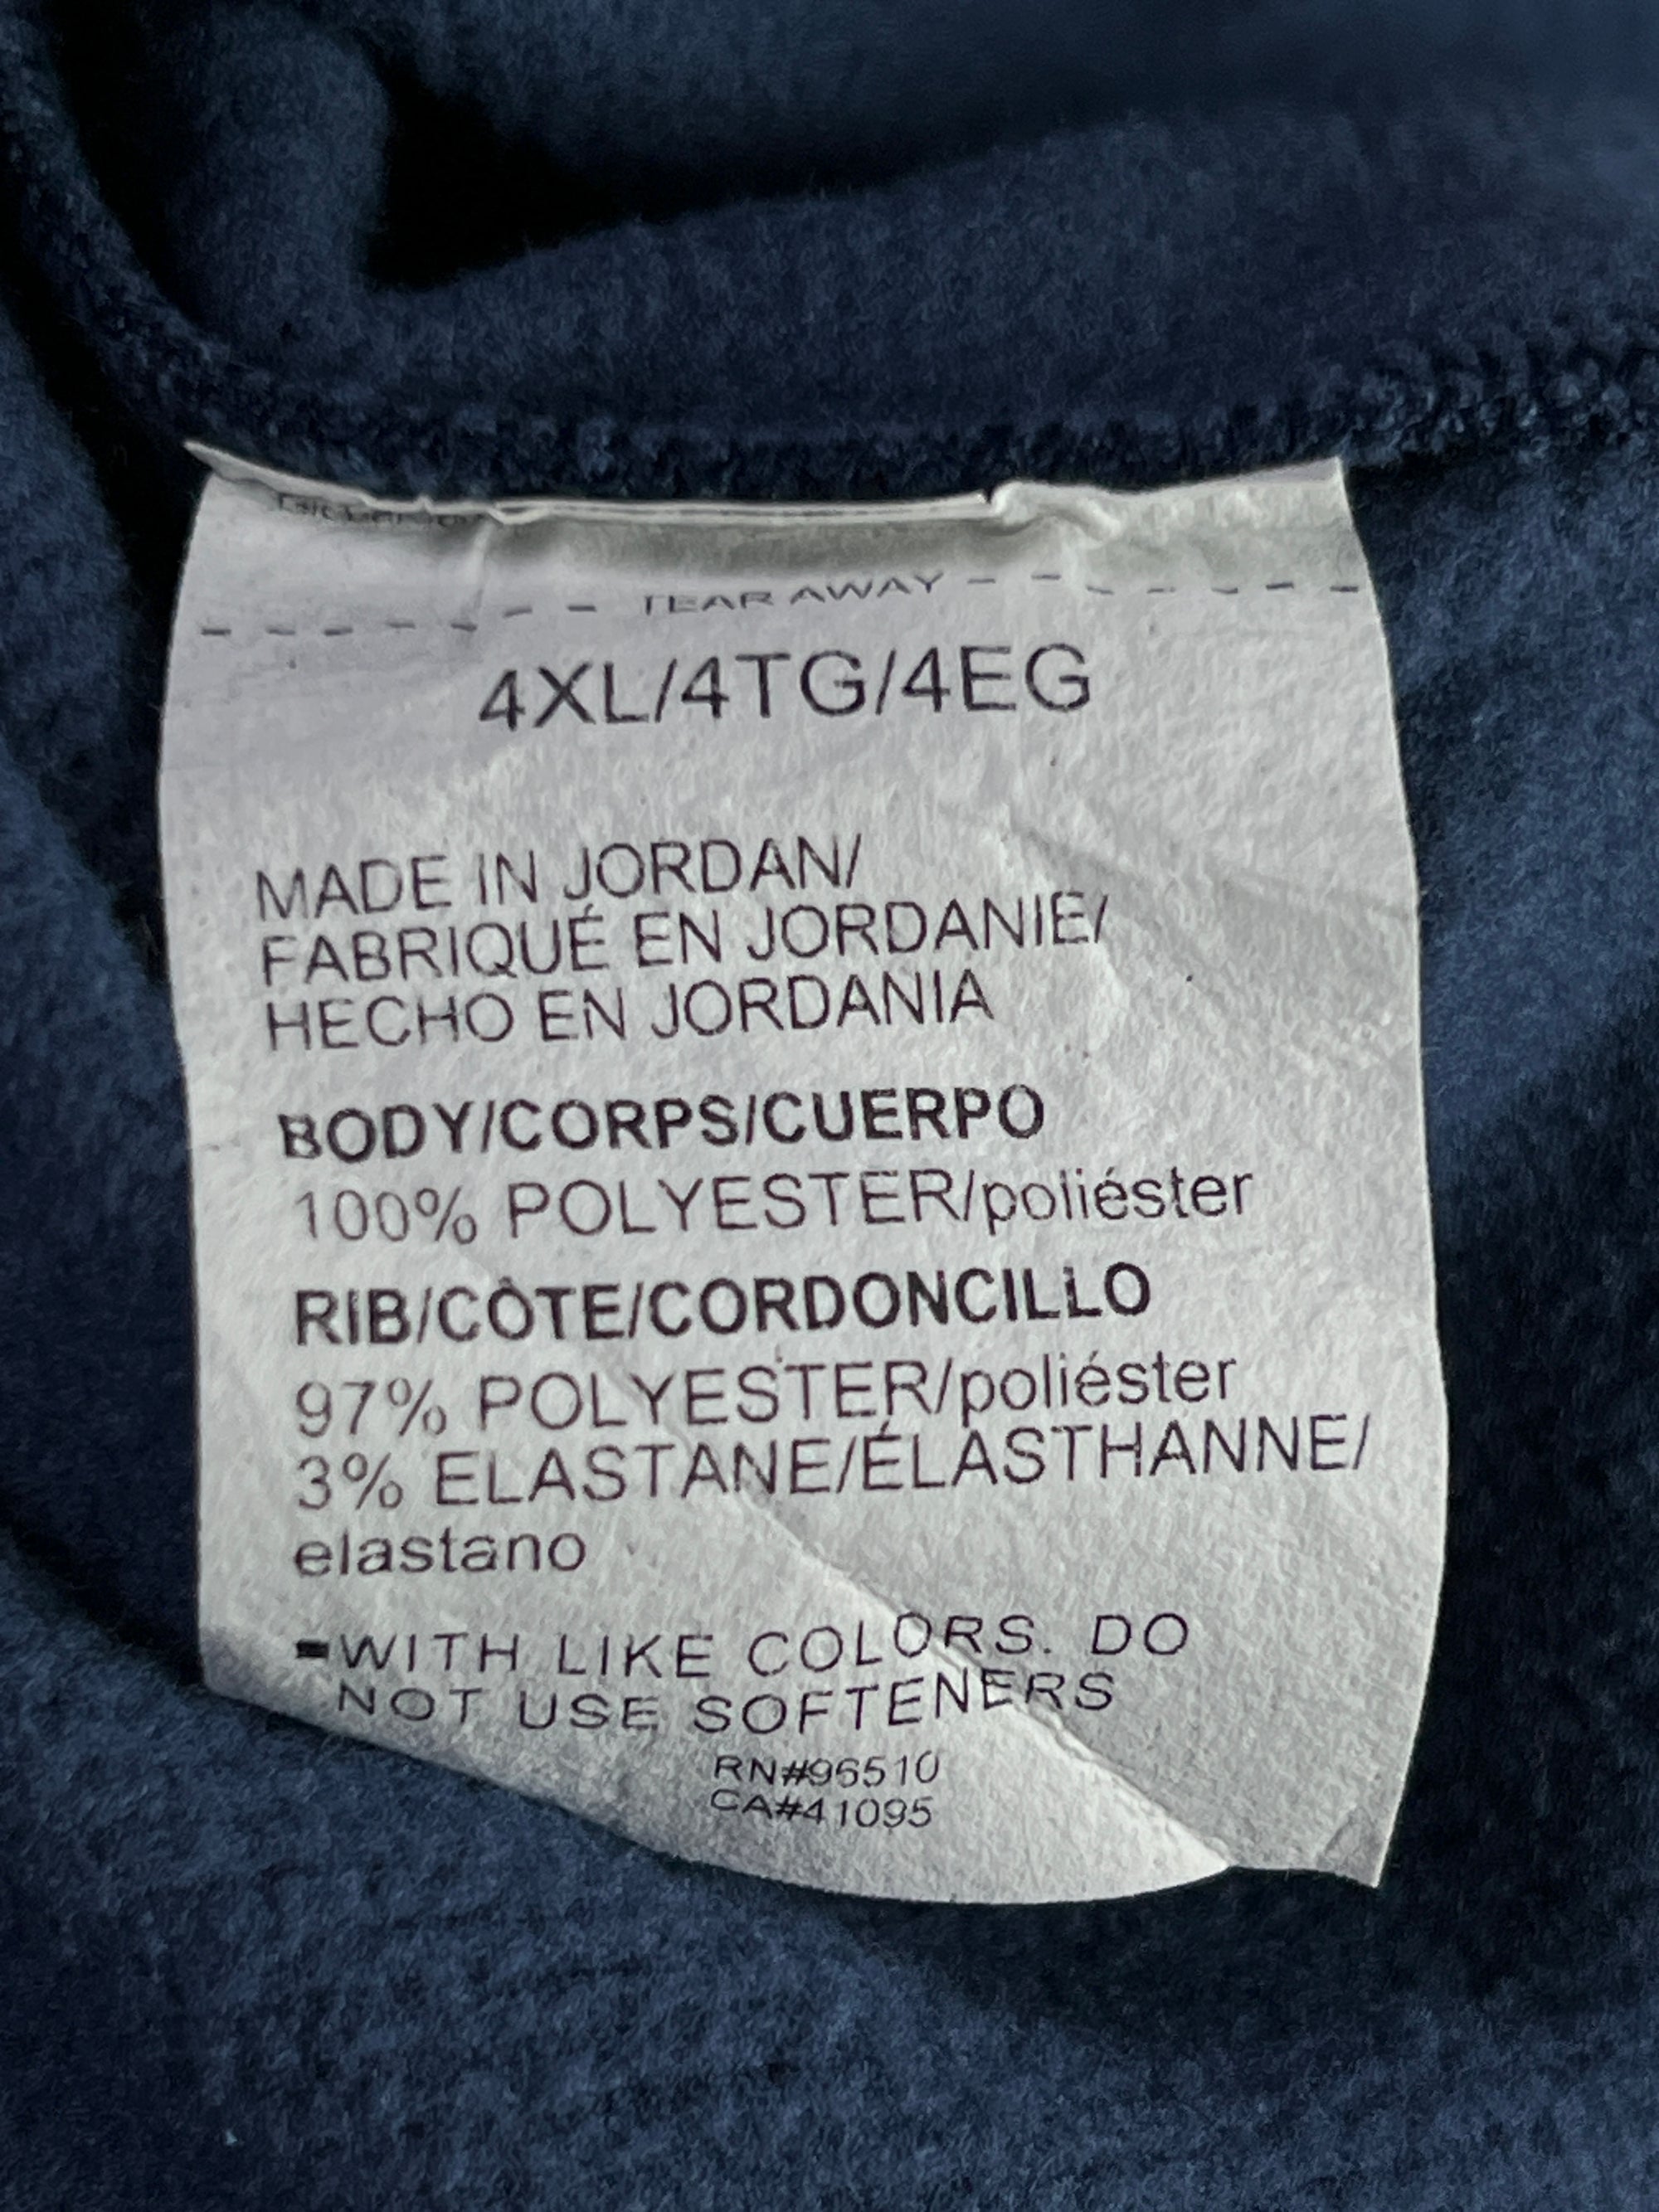 TEAR AWAY
4XL/4TG/4EG
MADE IN JORDAN/
FABRIQUÉ EN JORDANIE/
HECHO EN JORDANIA
BODY/CORPS/CUERPO
100% POLYESTER/poliéster
RIB/CÔTE/CORDONCILLO
97% POLYESTER/poliéster
3% ELASTANE/ÉLASTHANNE/
elastano
-WITH LIKE COLORS. DO
NOT USE SOFTENERS
RN#96510
CA#41095